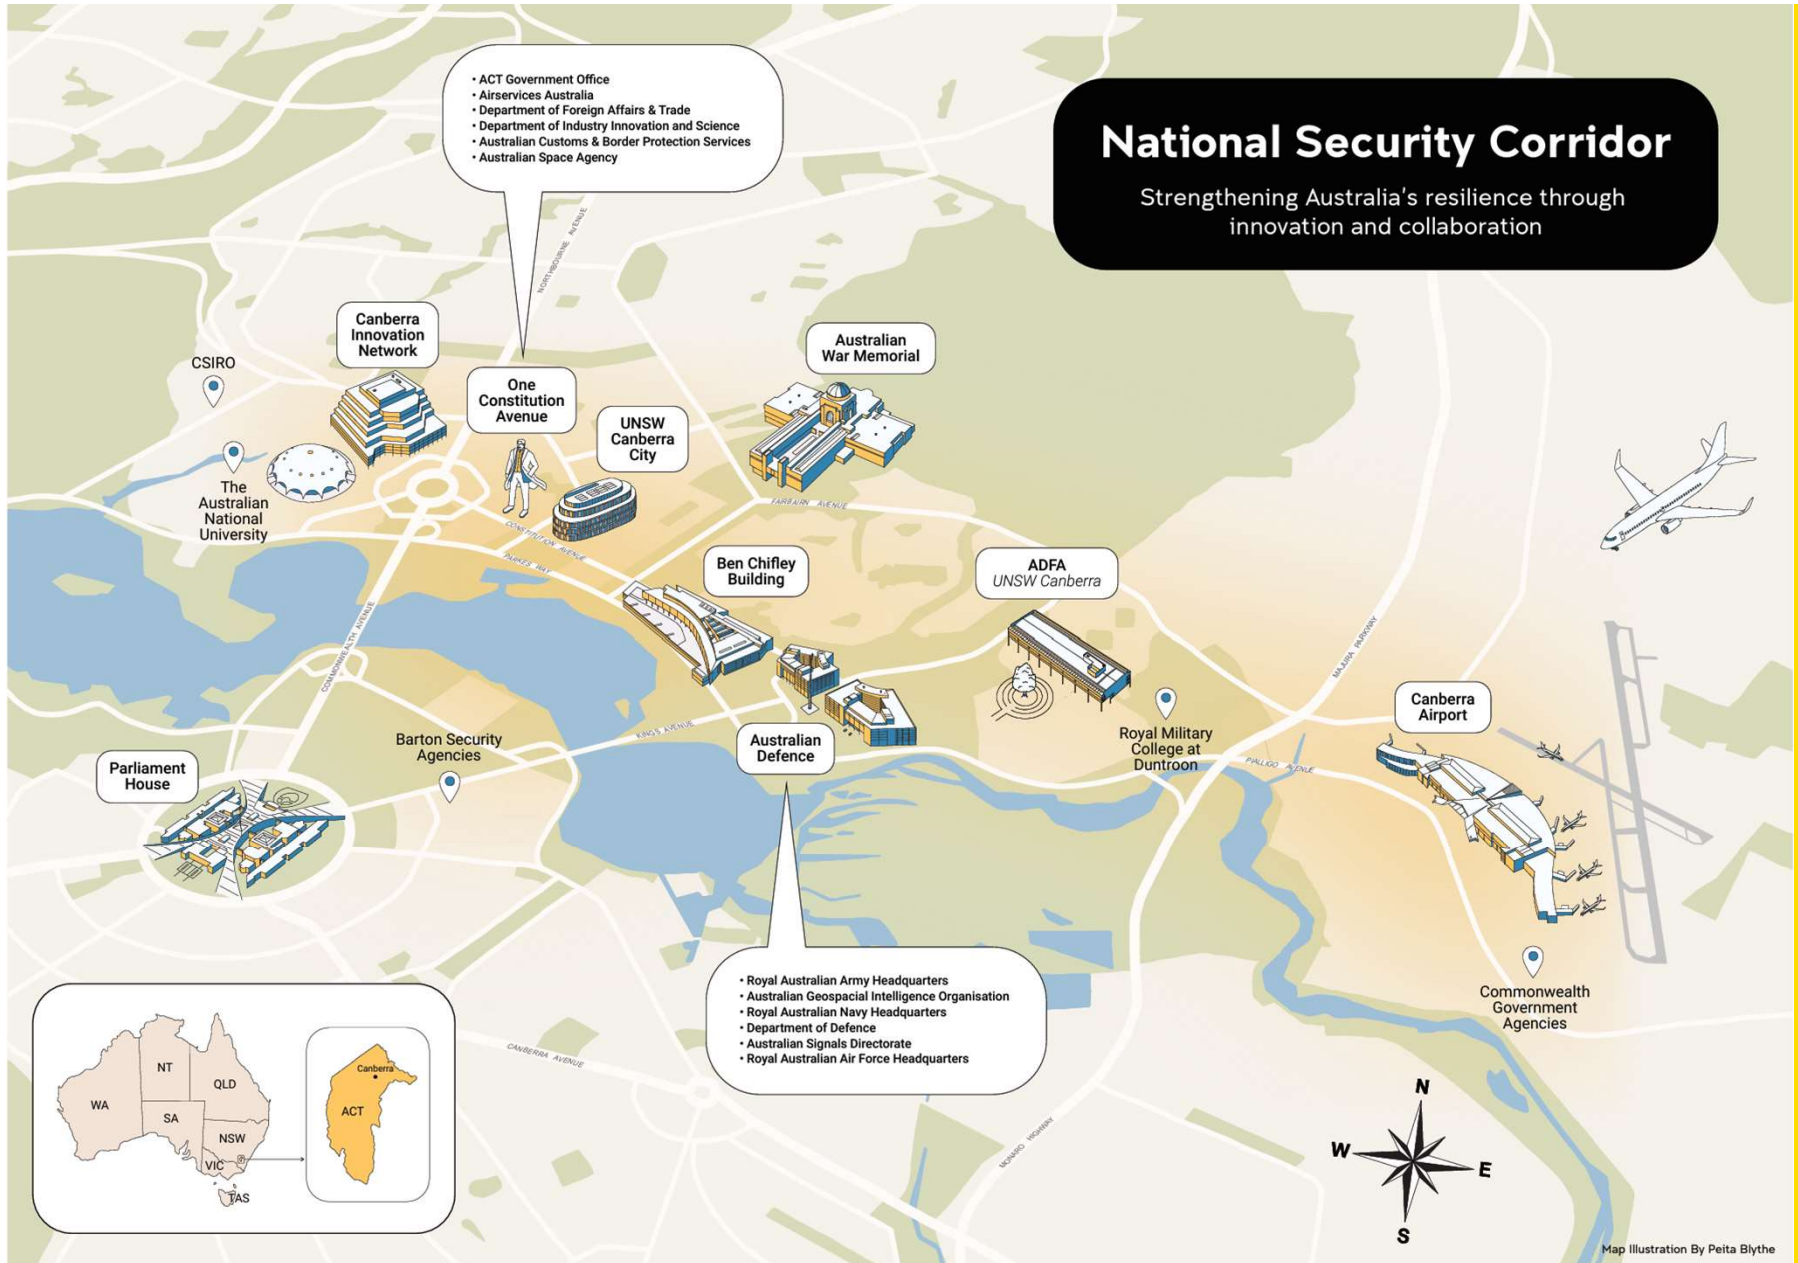 National Security Corridor
Strengthening Australia's resilience through
innovation and collaboration
• ACT Government Office
• Airservices Australia
• Department of Foreign Affairs & Trade
• Department of Industry Innovation and Science
• Australian Customs & Border Protection Services
• Australian Space Agency
NORTHBOURNE AVENUE
Canberra
Innovation
Network
CSIRO
One
Constitution
Avenue
UNSW
Canberra
City
Australian
War Memorial
The
Australian
National
University
CONSTITUTION AVENUE
PARKES WAY
FAIRBAIRN AVENUE
Ben Chifley
Building
ADFA
UNSW Canberra
COMMONWEALTH AVENUE
MAJURA PARKWAY
Canberra
Airport
Royal Military
College at
Duntroon
PIALLIGO AVENUE
KINGS AVENUE
Australian
Defence
Barton Security
Agencies
Parliament
House
• Royal Australian Army Headquarters
• Australian Geospacial Intelligence Organisation
• Royal Australian Navy Headquarters
• Department of Defence
• Australian Signals Directorate
• Royal Australian Air Force Headquarters
Commonwealth
Government
Agencies
CANBERRA AVENUE
MONARO HIGHWAY
WA
NT
QLD
SA
NSW
VIC
TAS
Canberra
ACT
N
W
E
S
Map Illustration By Peita Blythe